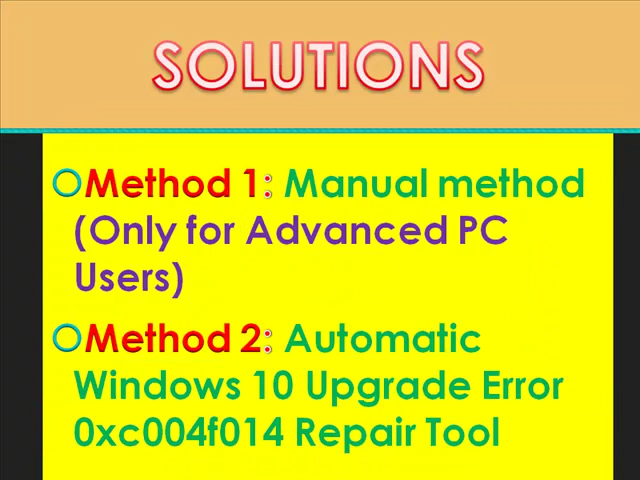 SOLUTIONS
Method 1: Manual method
(Only for Advanced PC
Users)
Method 2: Automatic
Windows 10 Upgrade Error
0xc004f014 Repair Tool